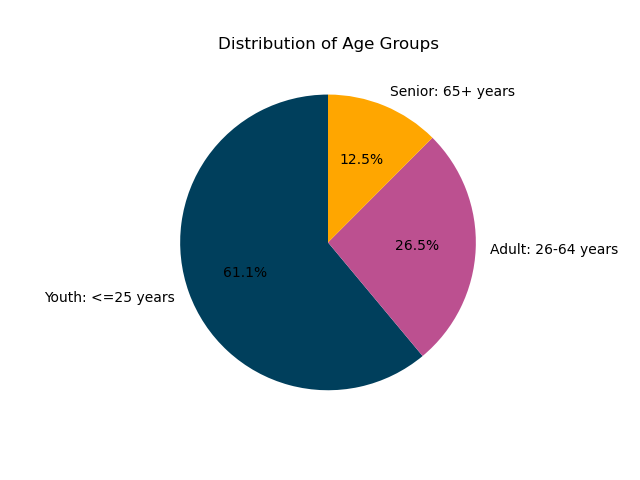 Distribution of Age Groups
Senior: 65+ years
12.5%
26.5%
Adult: 26-64 years
61.1%
Youth: <=25 years